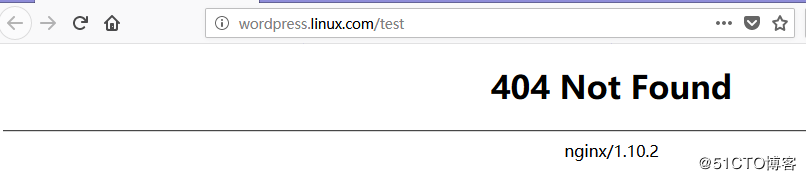 wordpress.linux.com/test
404 Not Found
nginx/1.10.2
@51CTO博客